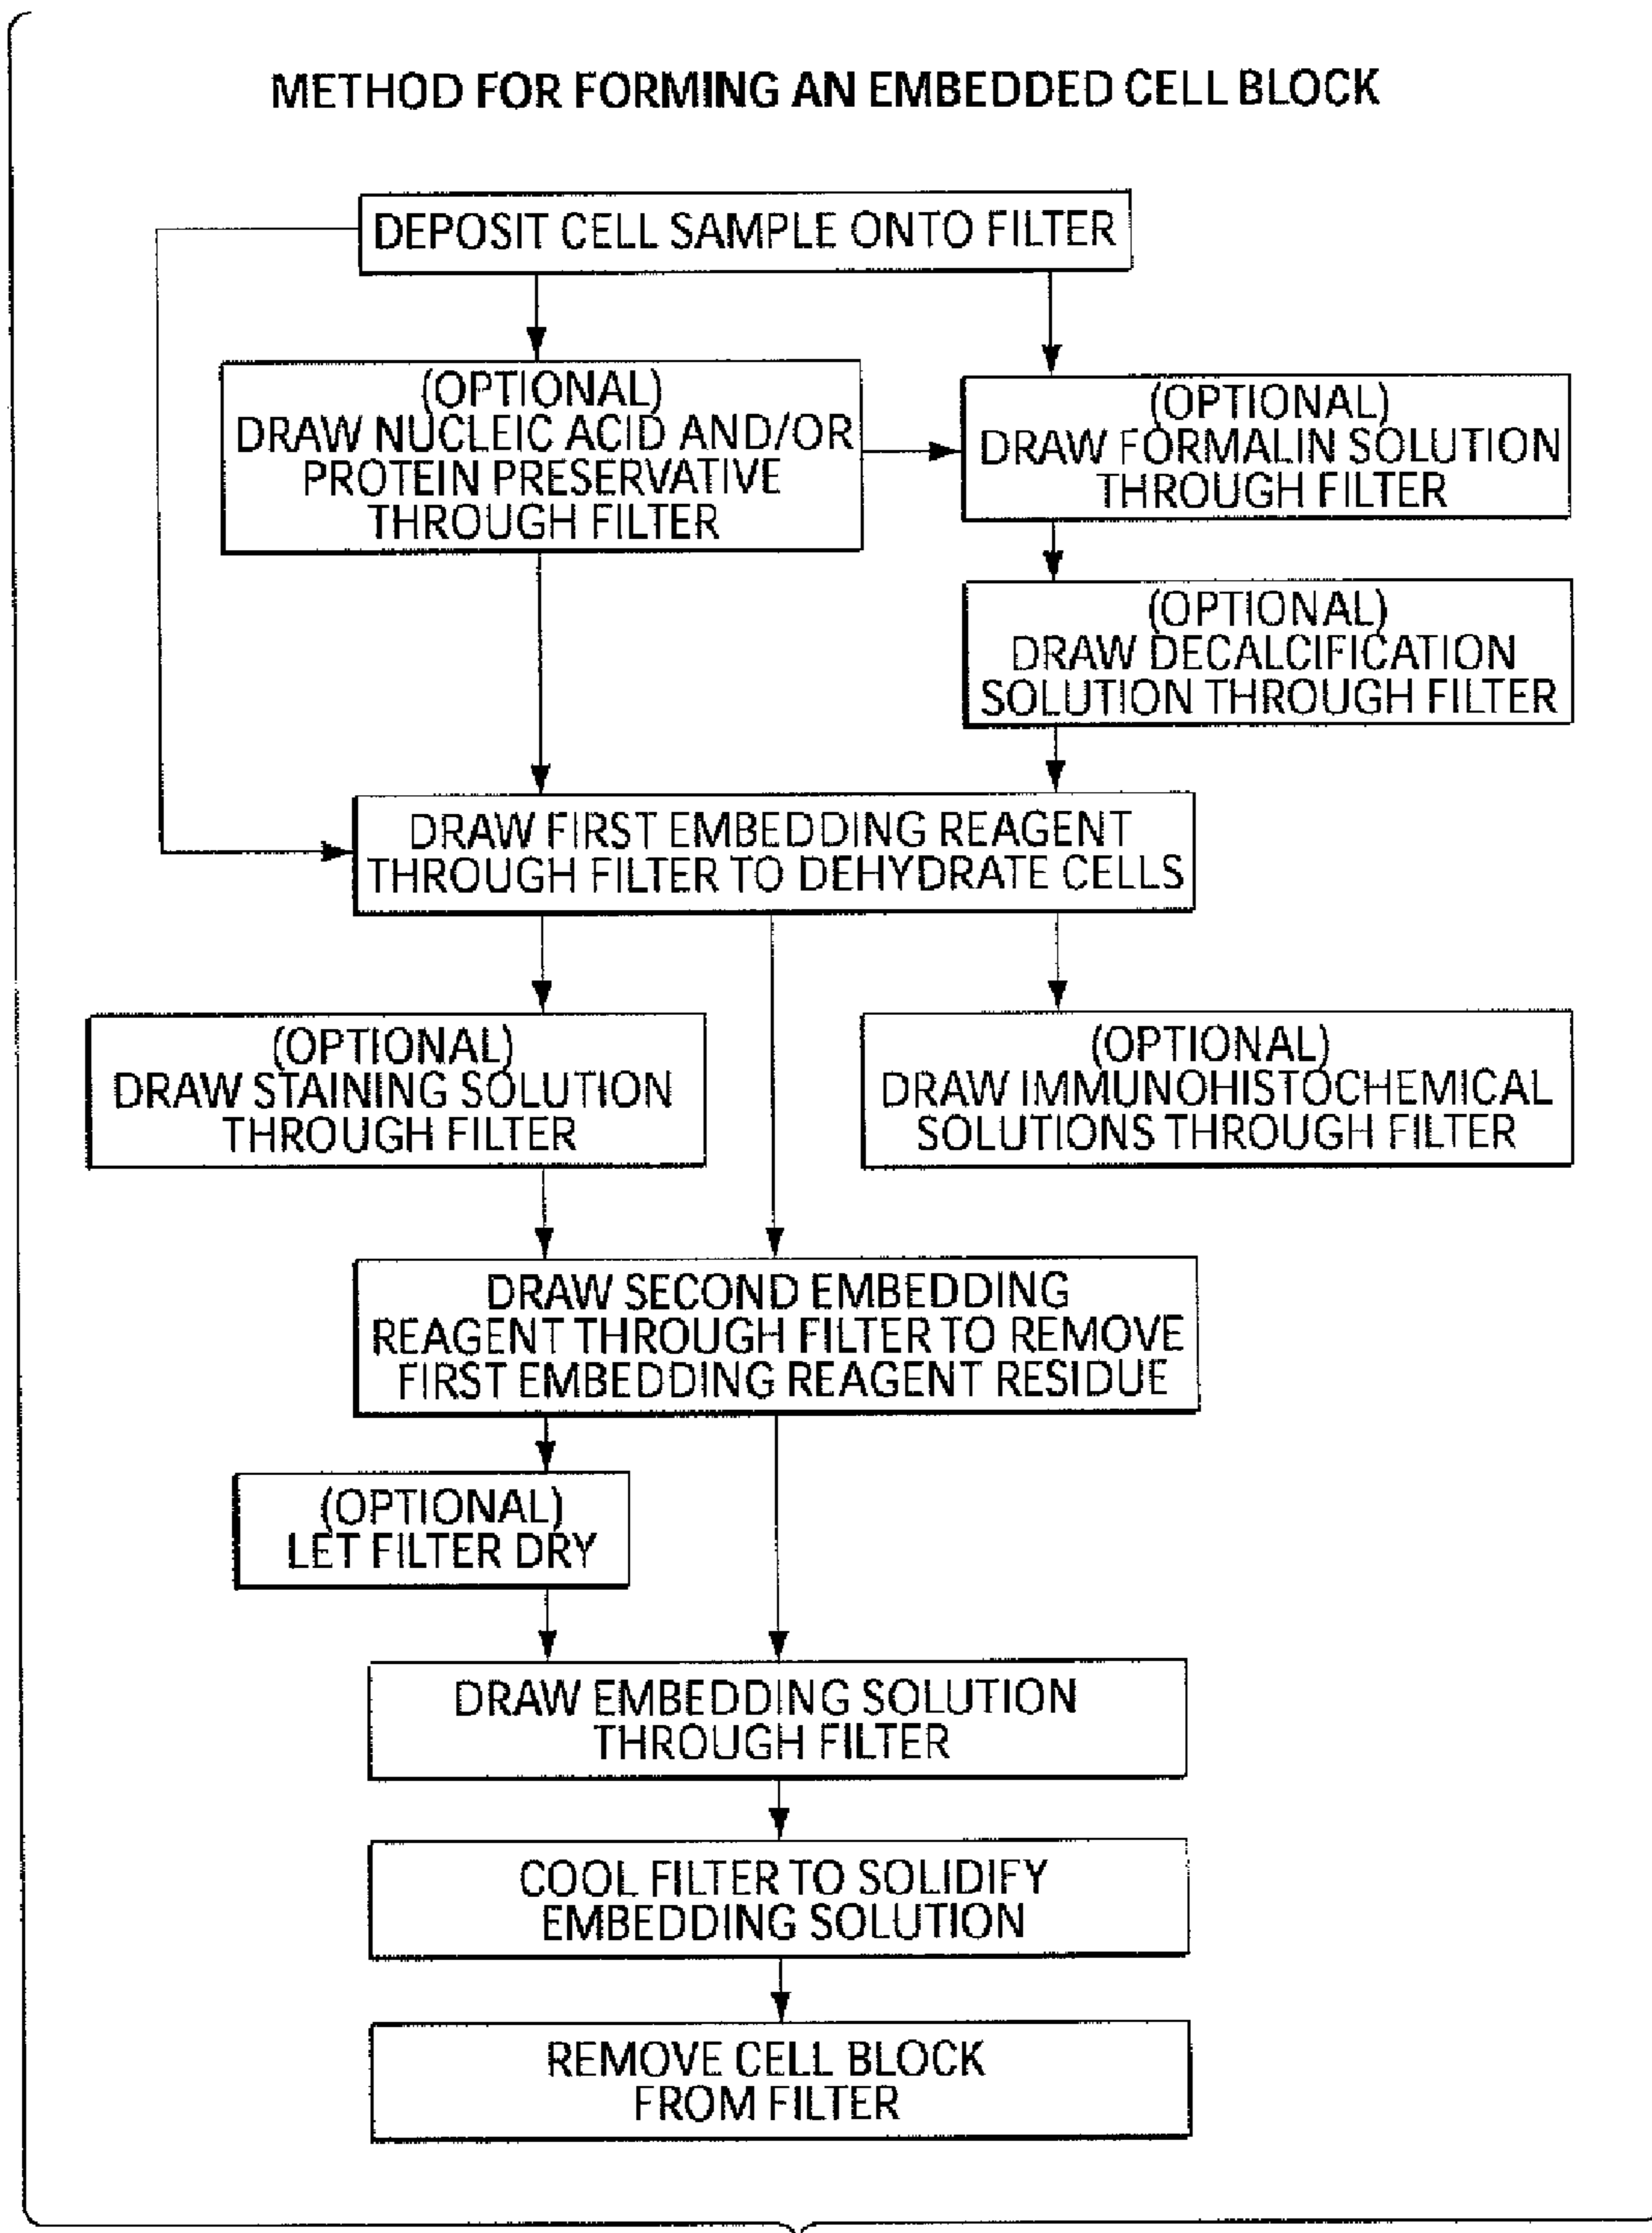 METHOD FOR FORMING AN EMBEDDED CELL BLOCK
DEPOSIT CELL SAMPLE ONTO FILTER
(OPTIONAL)
DRAW NUCLEIC ACID AND/OR
PROTEIN PRESERVATIVE
THROUGH FILTER
(OPTIONAL)
DRAW FORMALIN SOLUTION
THROUGH FILTER
(OPTIONAL)
DRAW DECALCIFICATION
SOLUTION THROUGH FILTER
DRAW FIRST EMBEDDING REAGENT
THROUGH FILTER TO DEHYDRATE CELLS
(OPTIONAL)
DRAW STAINING SOLUTION
THROUGH FILTER
(OPTIONAL)
DRAW IMMUNOHISTOCHEMICAL
SOLUTIONS THROUGH FILTER
DRAW SECOND EMBEDDING
REAGENT THROUGH FILTER TO REMOVE
FIRST EMBEDDING REAGENT RESIDUE
(OPTIONAL)
LET FILTER DRY
DRAW EMBEDDING SOLUTION
THROUGH FILTER
COOL FILTER TO SOLIDIFY
EMBEDDING SOLUTION
REMOVE CELL BLOCK
FROM FILTER